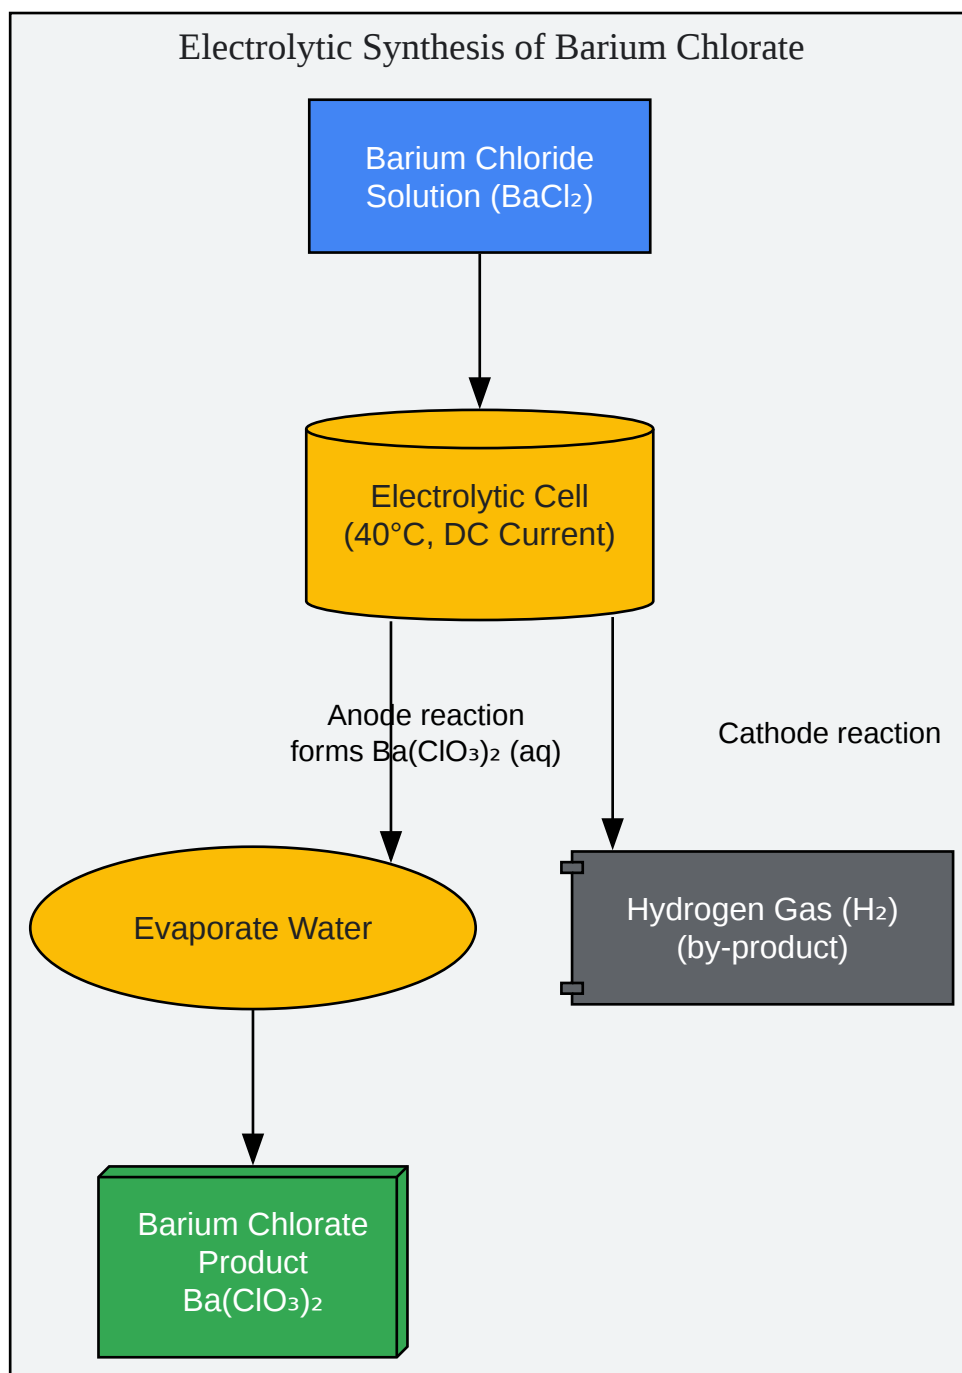 Electrolytic Synthesis of Barium Chlorate
Barium Chloride
Solution (BaCl₂)
Electrolytic Cell
(40°C, DC Current)
Anode reaction
forms Ba(ClO₃)₂ (aq)
Cathode reaction
Evaporate Water
Hydrogen Gas (H₂)
(by-product)
Barium Chlorate
Product
Ba(ClO₃)₂